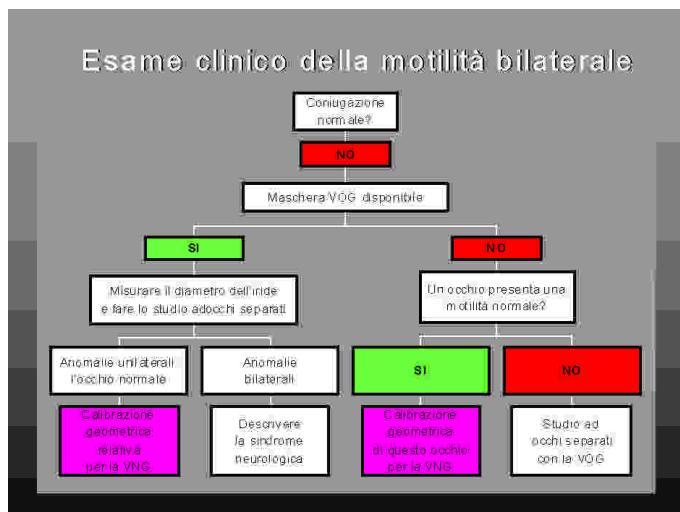 Esame clinico della motilità bilaterale
Coniugazione
normale?
NO
Maschera VOG disponibile
SI
NO
Misurare il diametro dell'iride
e fare lo studio adocchi separati
Un occhio presenta una
motilità normale?
Anomalie unilaterali
l'occhio normale
Anomalie
bilaterali
SI
NO
Calibrazione
geometrica
relativa
per la VNG
Descrivere
la sindrome
neurologica
Calibrazione
geometrica
di questo occhio
per la VNG
Studio ad
occhi separati
con la VOG